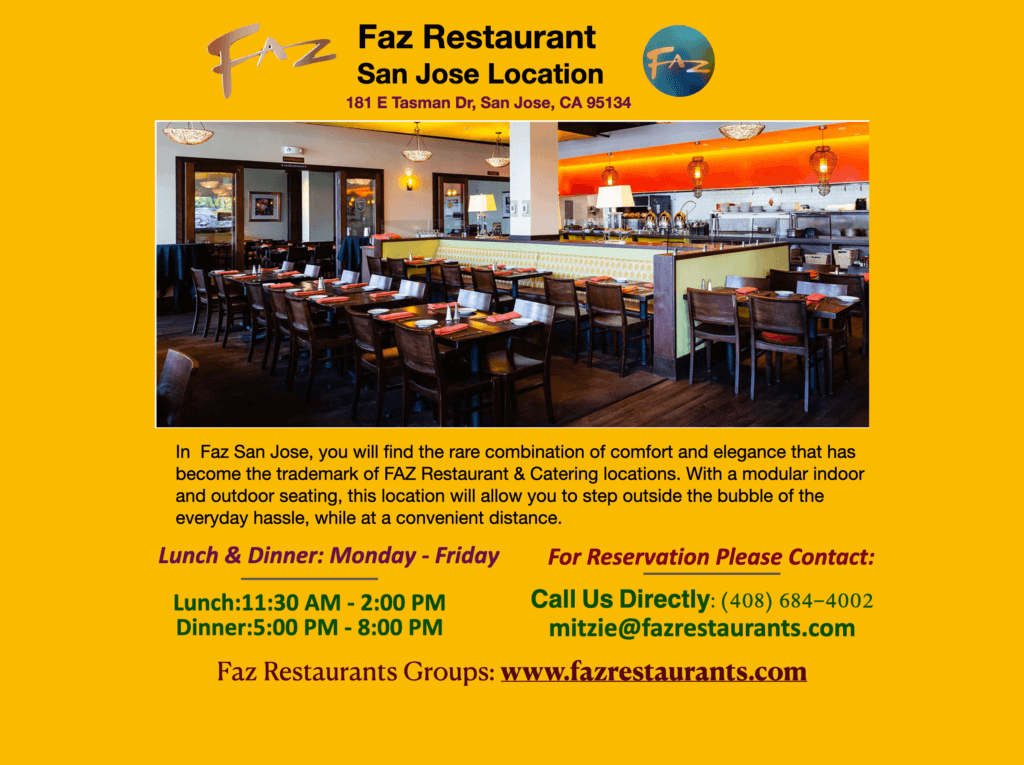 FAZ
Faz Restaurant
San Jose Location
FAZ
181 E Tasman Dr, San Jose, CA 95134
In  Faz San Jose, you will find the rare combination of comfort and elegance that has
become the trademark of FAZ Restaurant & Catering locations. With a modular indoor
and outdoor seating, this location will allow you to step outside the bubble of the
everyday hassle, while at a convenient distance.
Lunch & Dinner: Monday - Friday
Lunch:11:30 AM - 2:00 PM
Dinner:5:00 PM - 8:00 PM
For Reservation Please Contact:
Call Us Directly: (408) 684-4002
mitzie@fazrestaurants.com
Faz Restaurants Groups: www.fazrestaurants.com